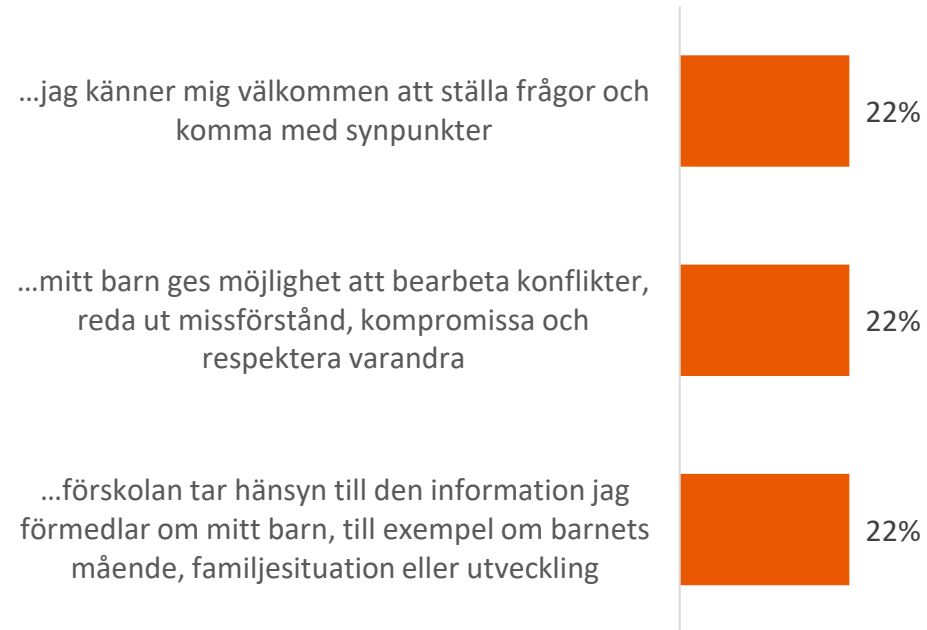 …jag känner mig välkommen att ställa frågor och
komma med synpunkter
22%
…mitt barn ges möjlighet att bearbeta konflikter,
reda ut missförstånd, kompromissa och
respektera varandra
22%
…förskolan tar hänsyn till den information jag
förmedlar om mitt barn, till exempel om barnets
mående, familjesituation eller utveckling
22%